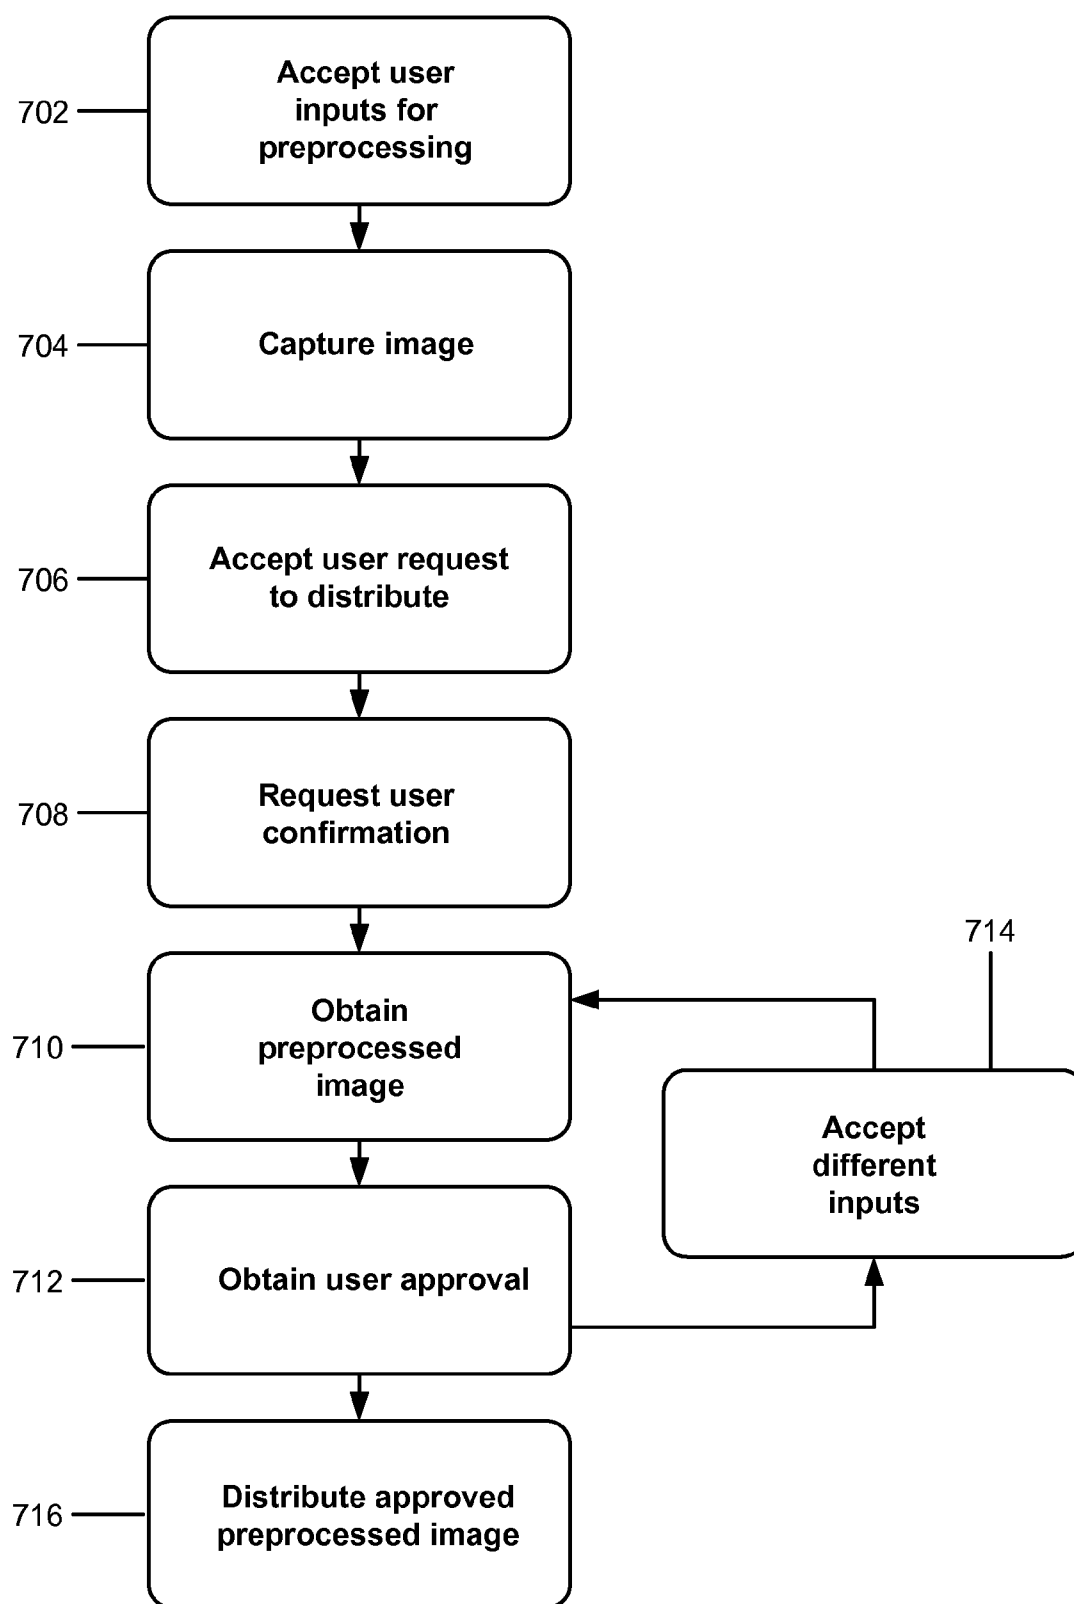 702
Accept user
inputs for
preprocessing
704
Capture image
706
Accept user request
to distribute
708
Request user
confirmation
710
Obtain
preprocessed
image
714
Accept
different
inputs
712
Obtain user approval
716
Distribute approved
preprocessed image